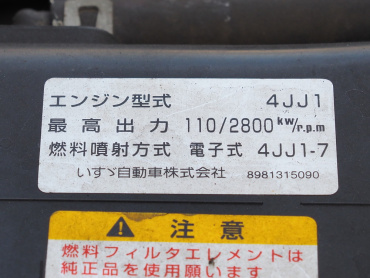 エンジン型式 4JJ1
最高出力 110/2800 kW/r.p.m
燃料噴射方式 電子式 4JJ1-7
いすゞ自動車株式会社 8981315090
注意
燃料フィルタエレメントは
純正品を使用願います